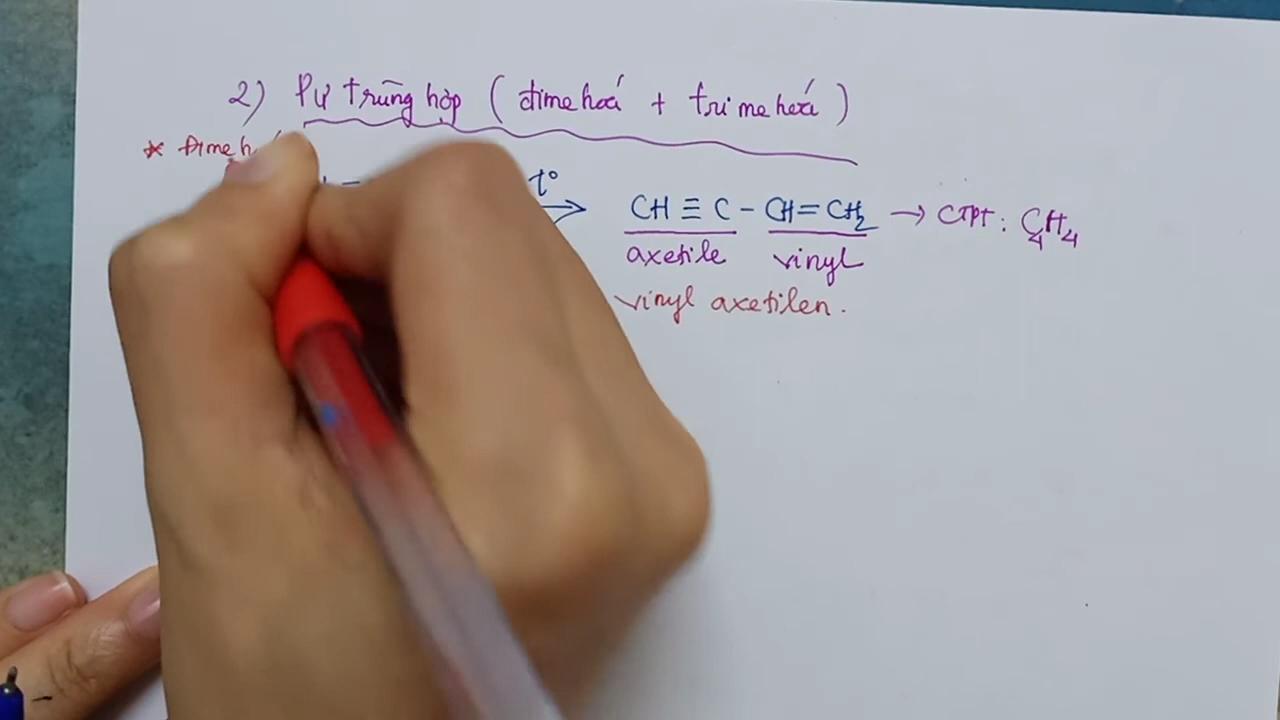 2) Pư trùng hợp (đime hoá + trime hoá)
* Đime h
t° CH ≡ C - CH = CH₂ → CTPT: C₄H₄
axetile vinyl
vinyl axetilen.